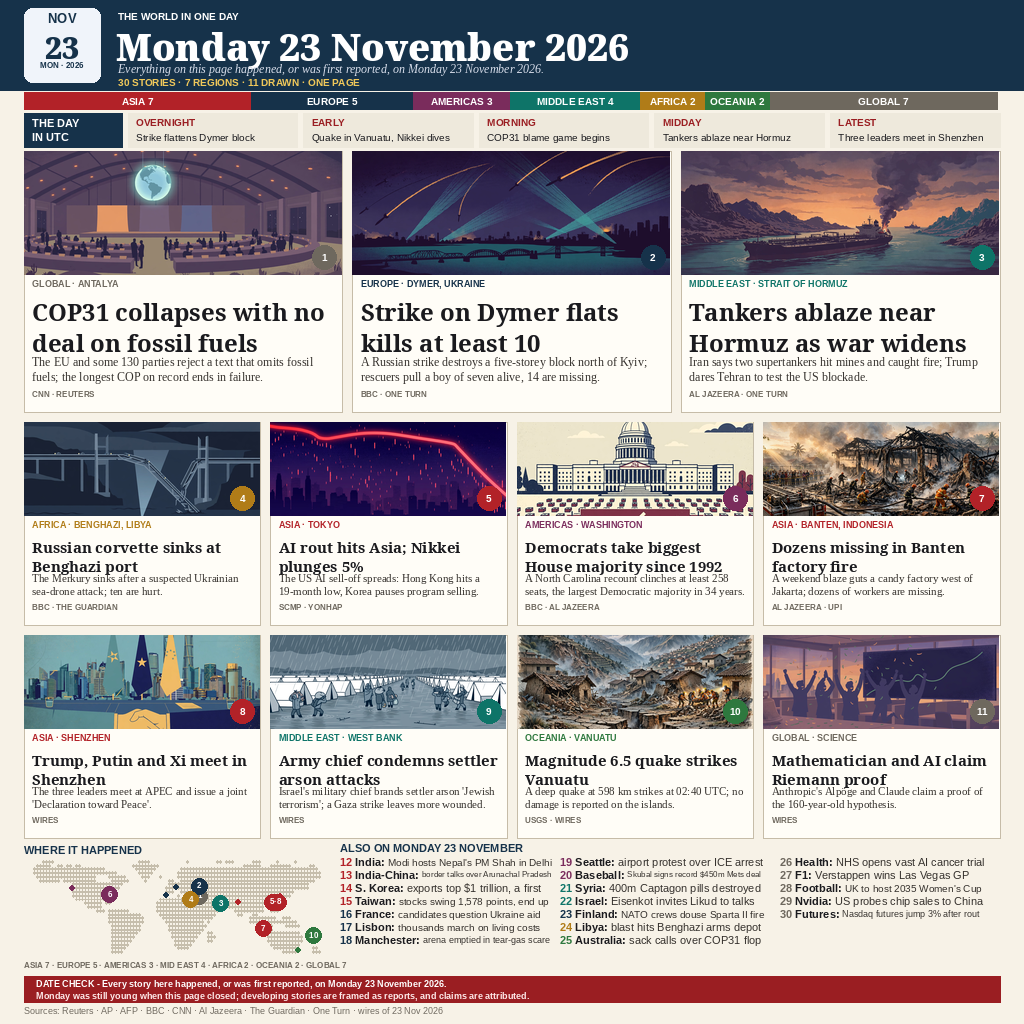 NOV
23
MON · 2026
THE WORLD IN ONE DAY
Monday 23 November 2026
Everything on this page happened, or was first reported, on Monday 23 November 2026.
30 STORIES · 7 REGIONS · 11 DRAWN · ONE PAGE
ASIA 7
EUROPE 5
AMERICAS 3
MIDDLE EAST 4
AFRICA 2
OCEANIA 2
GLOBAL 7
THE DAY
IN UTC
OVERNIGHT
Strike flattens Dymer block
EARLY
Quake in Vanuatu, Nikkei dives
MORNING
COP31 blame game begins
MIDDAY
Tankers ablaze near Hormuz
LATEST
Three leaders meet in Shenzhen
1
GLOBAL · ANTALYA
COP31 collapses with no
deal on fossil fuels
The EU and some 130 parties reject a text that omits fossil
fuels; the longest COP on record ends in failure.
CNN · REUTERS
2
EUROPE · DYMER, UKRAINE
Strike on Dymer flats
kills at least 10
A Russian strike destroys a five-storey block north of Kyiv;
rescuers pull a boy of seven alive, 14 are missing.
BBC · ONE TURN
3
MIDDLE EAST · STRAIT OF HORMUZ
Tankers ablaze near
Hormuz as war widens
Iran says two supertankers hit mines and caught fire; Trump
dares Tehran to test the US blockade.
AL JAZEERA · ONE TURN
4
AFRICA · BENGHAZI, LIBYA
Russian corvette sinks at
Benghazi port
The Merkury sinks after a suspected Ukrainian
sea-drone attack; ten are hurt.
BBC · THE GUARDIAN
5
ASIA · TOKYO
AI rout hits Asia; Nikkei
plunges 5%
The US AI sell-off spreads: Hong Kong hits a
19-month low, Korea pauses program selling.
SCMP · YONHAP
6
AMERICAS · WASHINGTON
Democrats take biggest
House majority since 1992
A North Carolina recount clinches at least 258
seats, the largest Democratic majority in 34 years.
BBC · AL JAZEERA
7
ASIA · BANTEN, INDONESIA
Dozens missing in Banten
factory fire
A weekend blaze guts a candy factory west of
Jakarta; dozens of workers are missing.
AL JAZEERA · UPI
8
ASIA · SHENZHEN
Trump, Putin and Xi meet in
Shenzhen
The three leaders meet at APEC and issue a joint
'Declaration toward Peace'.
WIRES
9
MIDDLE EAST · WEST BANK
Army chief condemns settler
arson attacks
Israel's military chief brands settler arson 'Jewish
terrorism'; a Gaza strike leaves more wounded.
WIRES
10
OCEANIA · VANUATU
Magnitude 6.5 quake strikes
Vanuatu
A deep quake at 598 km strikes at 02:40 UTC; no
damage is reported on the islands.
USGS · WIRES
11
GLOBAL · SCIENCE
Mathematician and AI claim
Riemann proof
Anthropic's Alpöge and Claude claim a proof of
the 160-year-old hypothesis.
WIRES
WHERE IT HAPPENED
6
2
4
3
5·8
7
10
ASIA 7 · EUROPE 5 · AMERICAS 3 · MID EAST 4 · AFRICA 2 · OCEANIA 2 · GLOBAL 7
ALSO ON MONDAY 23 NOVEMBER
12 India: Modi hosts Nepal's PM Shah in Delhi
13 India-China: border talks over Arunachal Pradesh
14 S. Korea: exports top $1 trillion, a first
15 Taiwan: stocks swing 1,578 points, end up
16 France: candidates question Ukraine aid
17 Lisbon: thousands march on living costs
18 Manchester: arena emptied in tear-gas scare
19 Seattle: airport protest over ICE arrest
20 Baseball: Skubal signs record $450m Mets deal
21 Syria: 400m Captagon pills destroyed
22 Israel: Eisenkot invites Likud to talks
23 Finland: NATO crews douse Sparta II fire
24 Libya: blast hits Benghazi arms depot
25 Australia: sack calls over COP31 flop
26 Health: NHS opens vast AI cancer trial
27 F1: Verstappen wins Las Vegas GP
28 Football: UK to host 2035 Women's Cup
29 Nvidia: US probes chip sales to China
30 Futures: Nasdaq futures jump 3% after rout
DATE CHECK - Every story here happened, or was first reported, on Monday 23 November 2026.
Monday was still young when this page closed; developing stories are framed as reports, and claims are attributed.
Sources: Reuters · AP · AFP · BBC · CNN · Al Jazeera · The Guardian · One Turn · wires of 23 Nov 2026